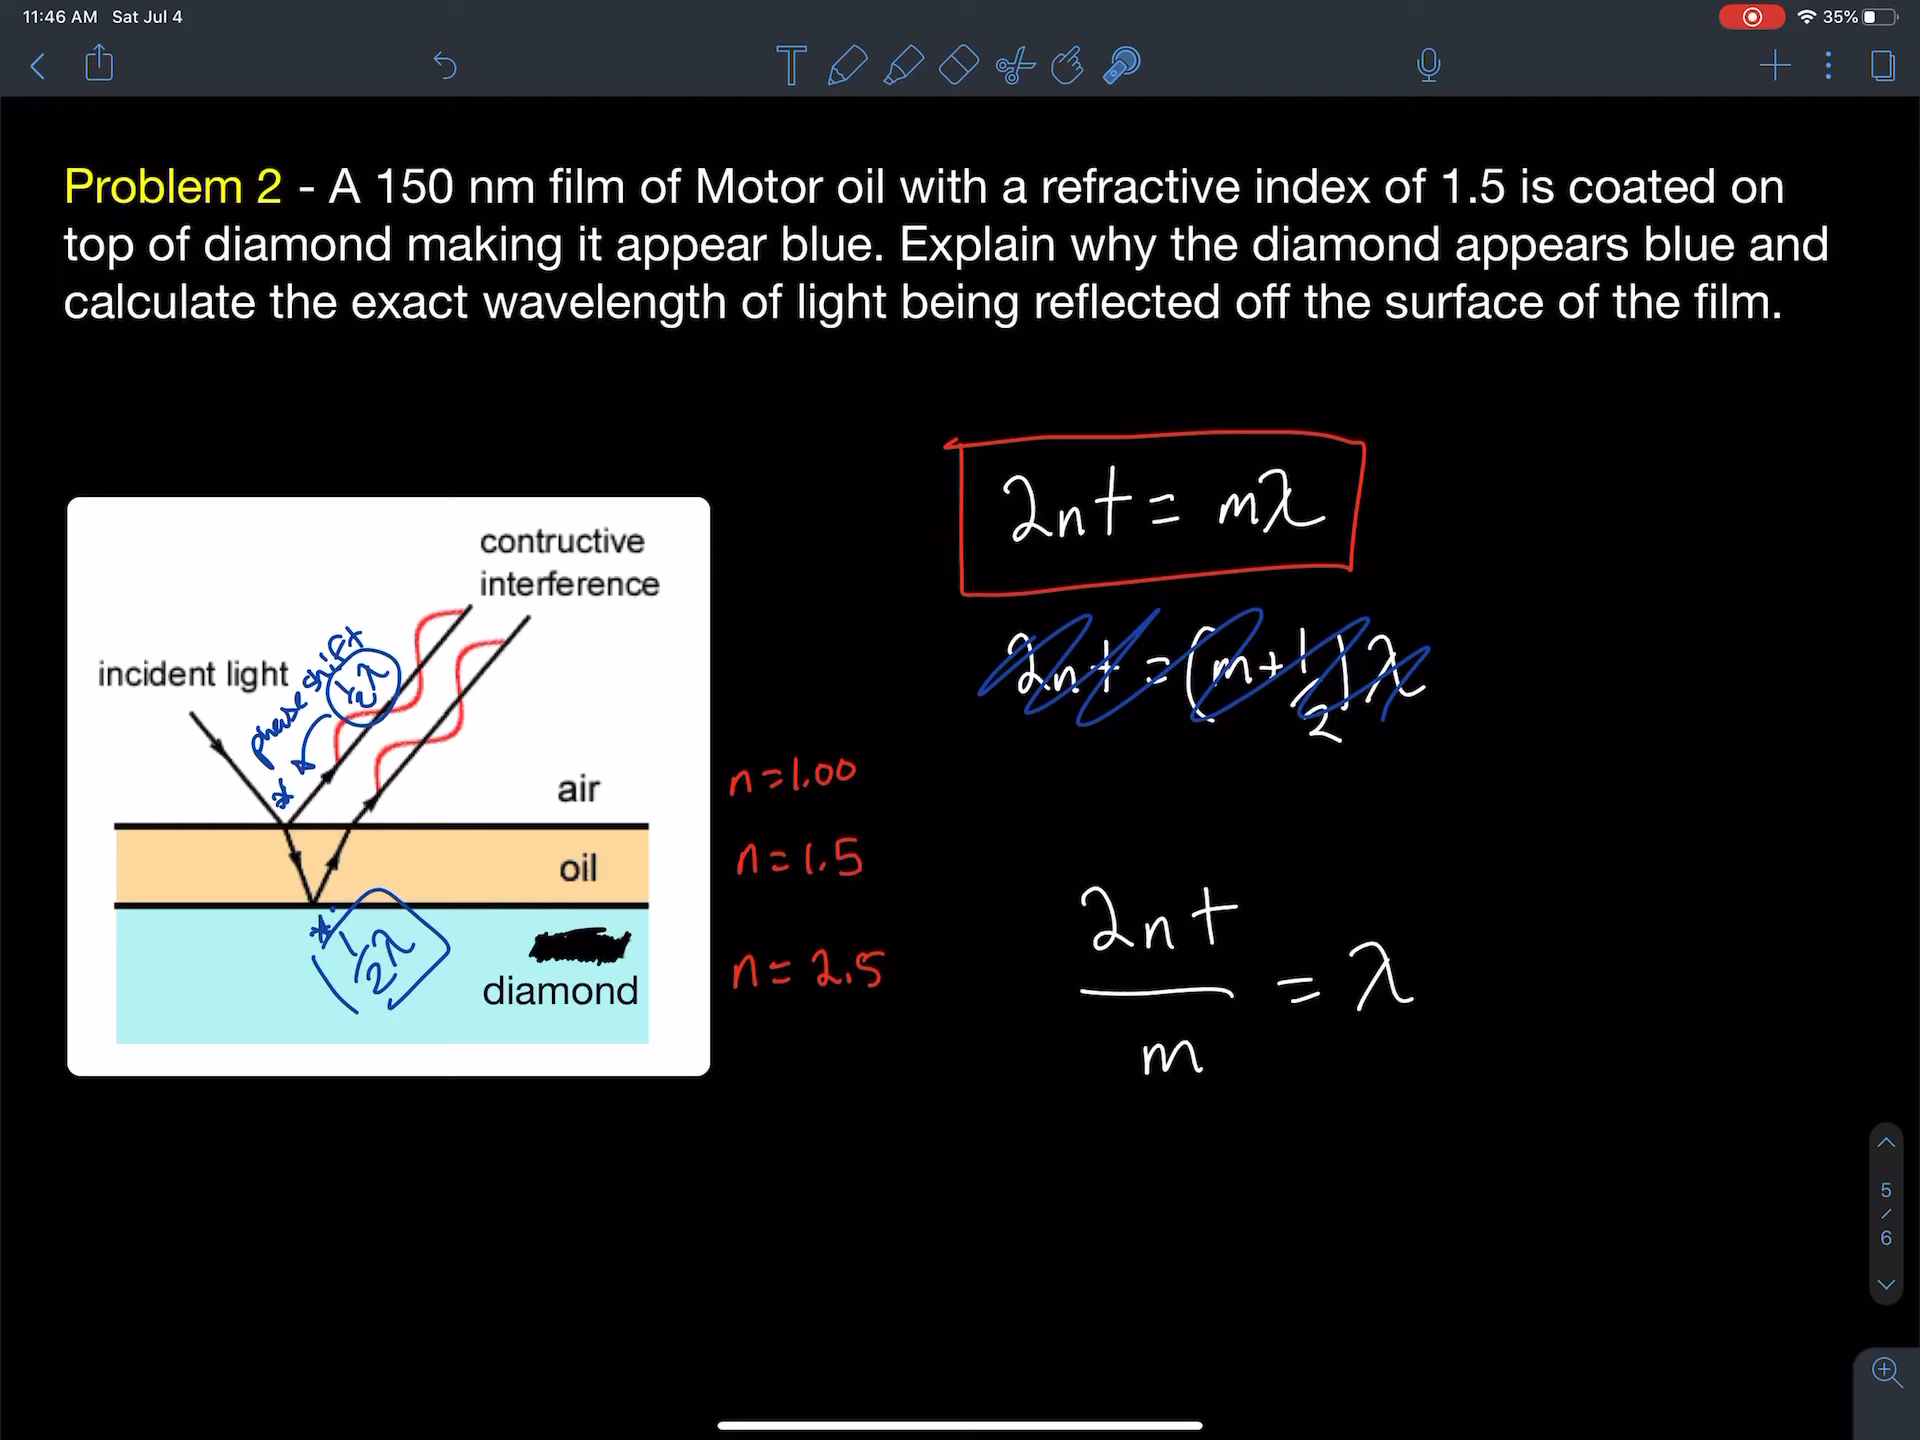 11:46 AM Sat Jul 4
35%
Problem 2 - A 150 nm film of Motor oil with a refractive index of 1.5 is coated on
top of diamond making it appear blue. Explain why the diamond appears blue and
calculate the exact wavelength of light being reflected off the surface of the film.
2nt = mλ
2nt = (m+1/2)λ
contructive
interference
incident light
phase shift
1/2λ
air
n=1.00
oil
n=1.5
1/2λ
diamond
n=2.5
2nt/m = λ
5
/
6